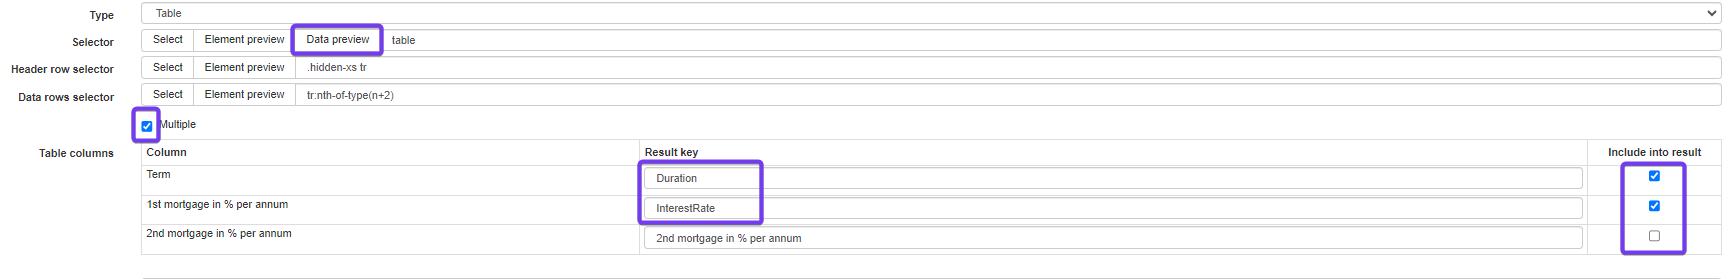 Type Table
Selector Select Element preview Data preview table
Header row selector Select Element preview .hidden-xs tr
Data rows selector Select Element preview tr:nth-of-type(n+2)
Multiple
Table columns Column Result key Include into result
Term Duration
1st mortgage in % per annum InterestRate
2nd mortgage in % per annum 2nd mortgage in % per annum